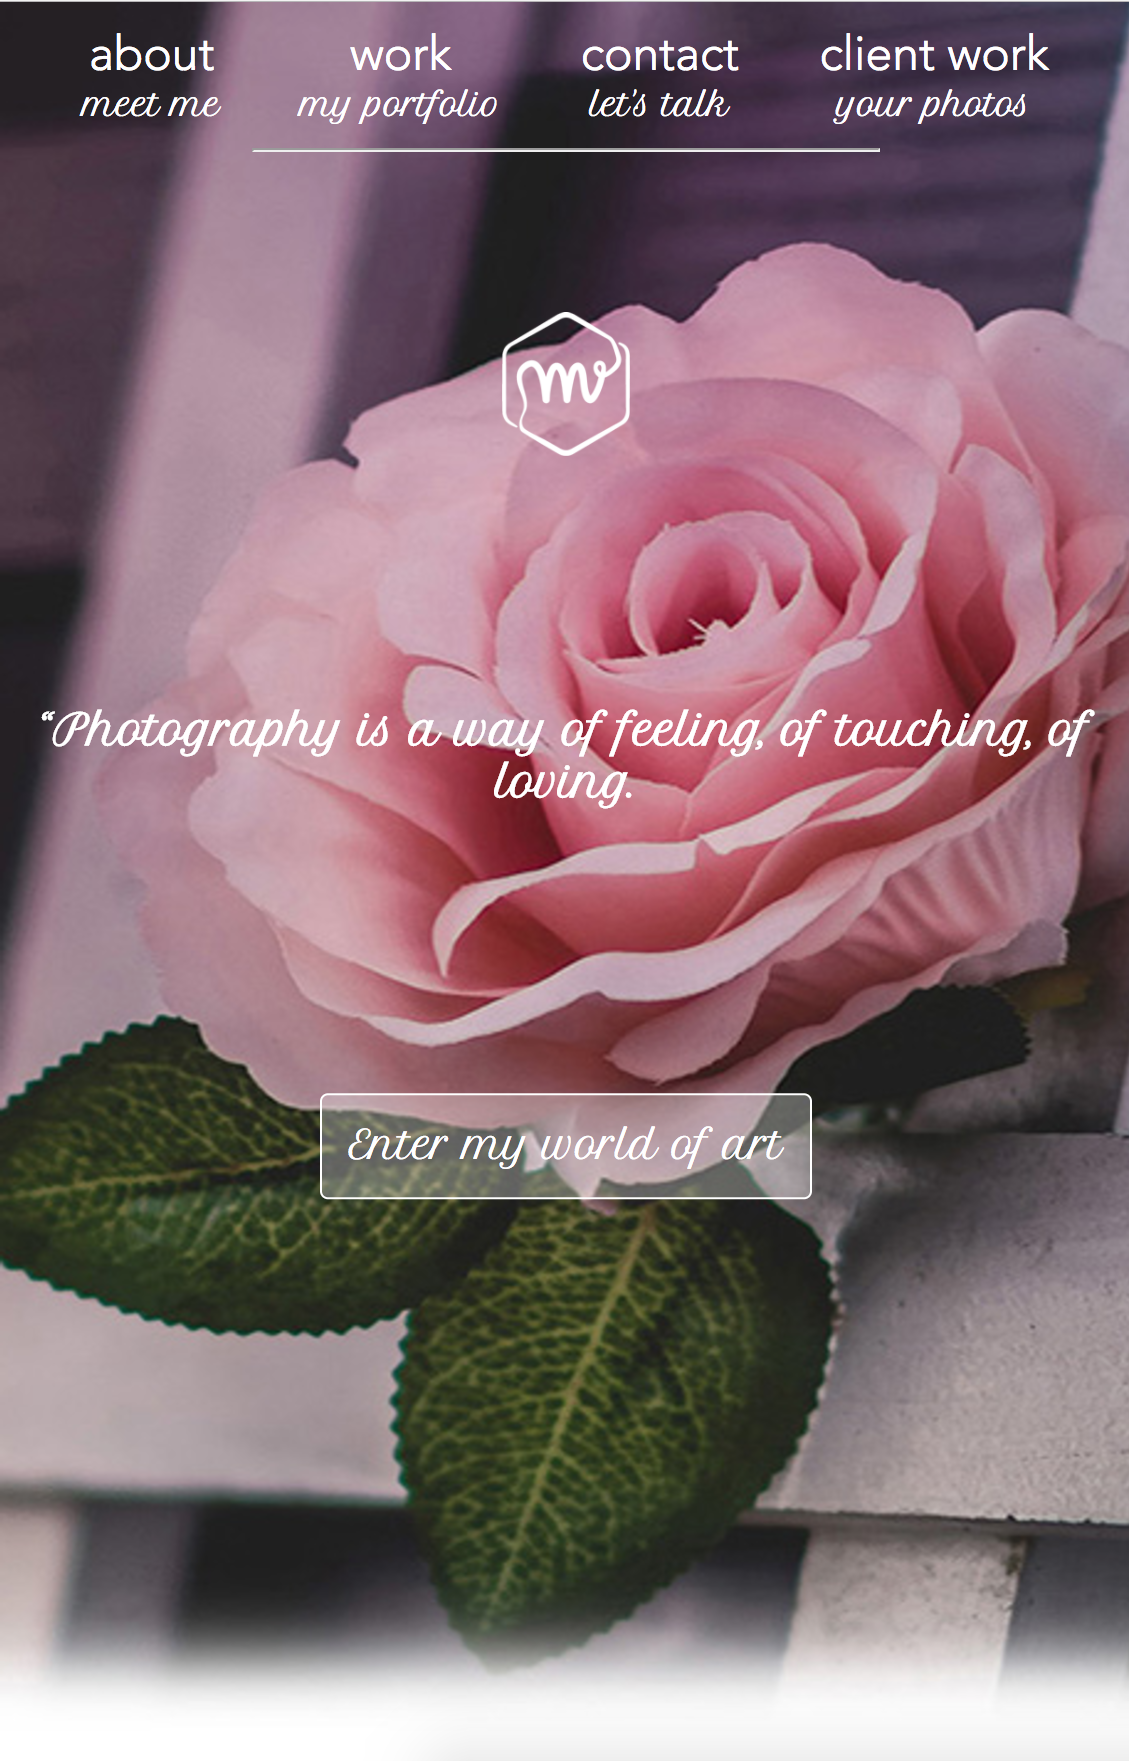 about work contact client work
meet me my portfolio let's talk your photos
mv
“Photography is a way of feeling, of touching, of
loving.
Enter my world of art